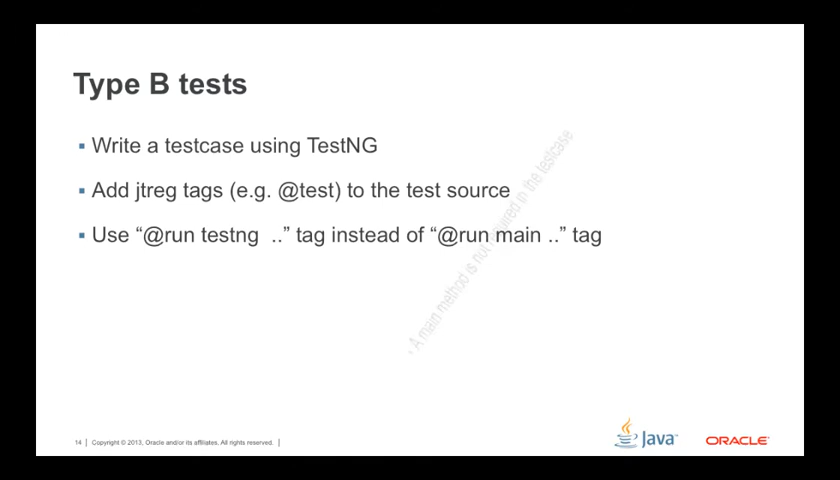 Type B tests
▪ Write a testcase using TestNG
▪ Add jtreg tags (e.g. @test) to the test source
▪ Use “@run testng ..” tag instead of “@run main ..” tag
▪ A main method is not required in the testcase
14 | Copyright © 2013, Oracle and/or its affiliates. All rights reserved. |
Java™
ORACLE®